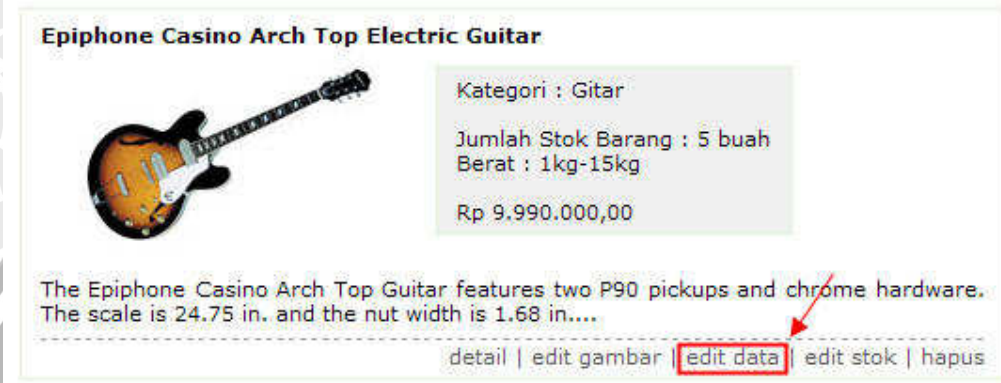 Epiphone Casino Arch Top Electric Guitar
Kategori : Gitar
Jumlah Stok Barang : 5 buah
Berat : 1kg-15kg
Rp 9.990.000,00
The Epiphone Casino Arch Top Guitar features two P90 pickups and chrome hardware.
The scale is 24.75 in. and the nut width is 1.68 in....
detail | edit gambar | edit data | edit stok | hapus